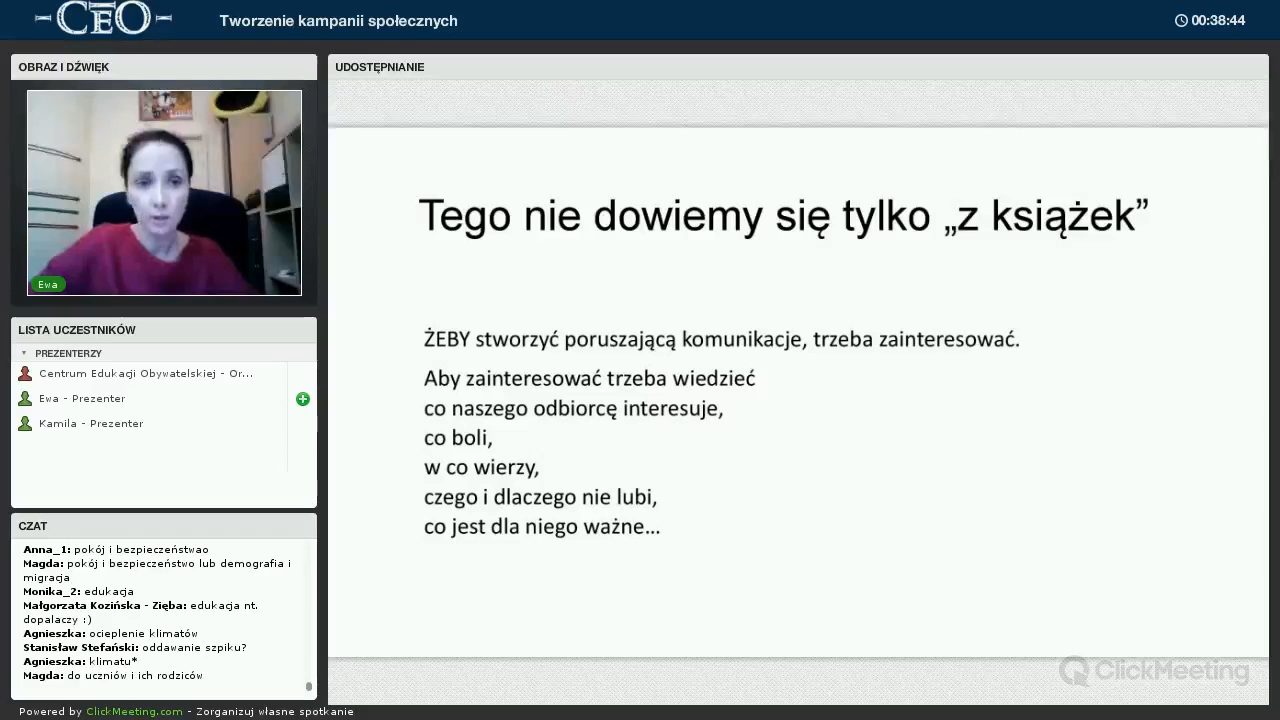 CEO
Tworzenie kampanii społecznych
00:38:44
OBRAZ I DŹWIĘK
Ewa
LISTA UCZESTNIKÓW
PREZENTERZY
Centrum Edukacji Obywatelskiej - Or...
Ewa - Prezenter
Kamila - Prezenter
CZAT
Anna_1: pokój i bezpieczeństwao
Magda: pokój i bezpieczeństwo lub demografia i
migracja
Monika_2: edukacja
Małgorzata Kozińska - Zięba: edukacja nt.
dopalaczy :)
Agnieszka: ocieplenie klimatów
Stanisław Stefański: oddawanie szpiku?
Agnieszka: klimatu*
Magda: do uczniów i ich rodziców
UDOSTĘPNIANIE
Tego nie dowiemy się tylko „z książek”
ŻEBY stworzyć poruszającą komunikacje, trzeba zainteresować.
Aby zainteresować trzeba wiedzieć
co naszego odbiorcę interesuje,
co boli,
w co wierzy,
czego i dlaczego nie lubi,
co jest dla niego ważne...
ClickMeeting
Powered by ClickMeeting.com - Zorganizuj własne spotkanie